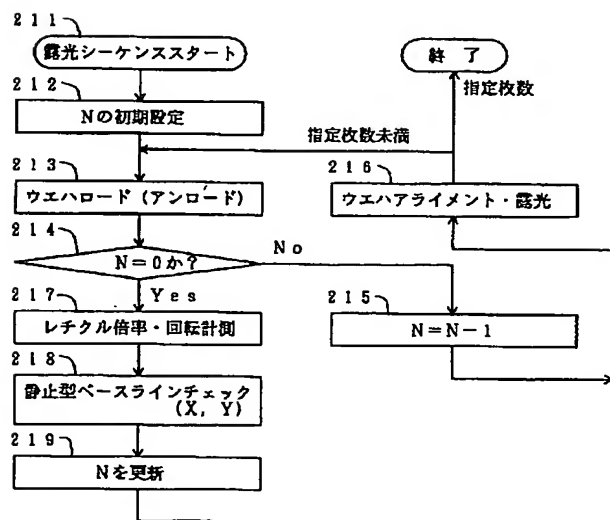 211
露光シーケンススタート
終 了
212
指定枚数
Nの初期設定
指定枚数未満
213
216
ウエハロード(アンロード)
ウエハアライメント・露光
214
N=0か?
No
Yes
217
215
レチクル倍率・回転計測
N=N-1
218
静止型ベースラインチェック
(X, Y)
219
Nを更新